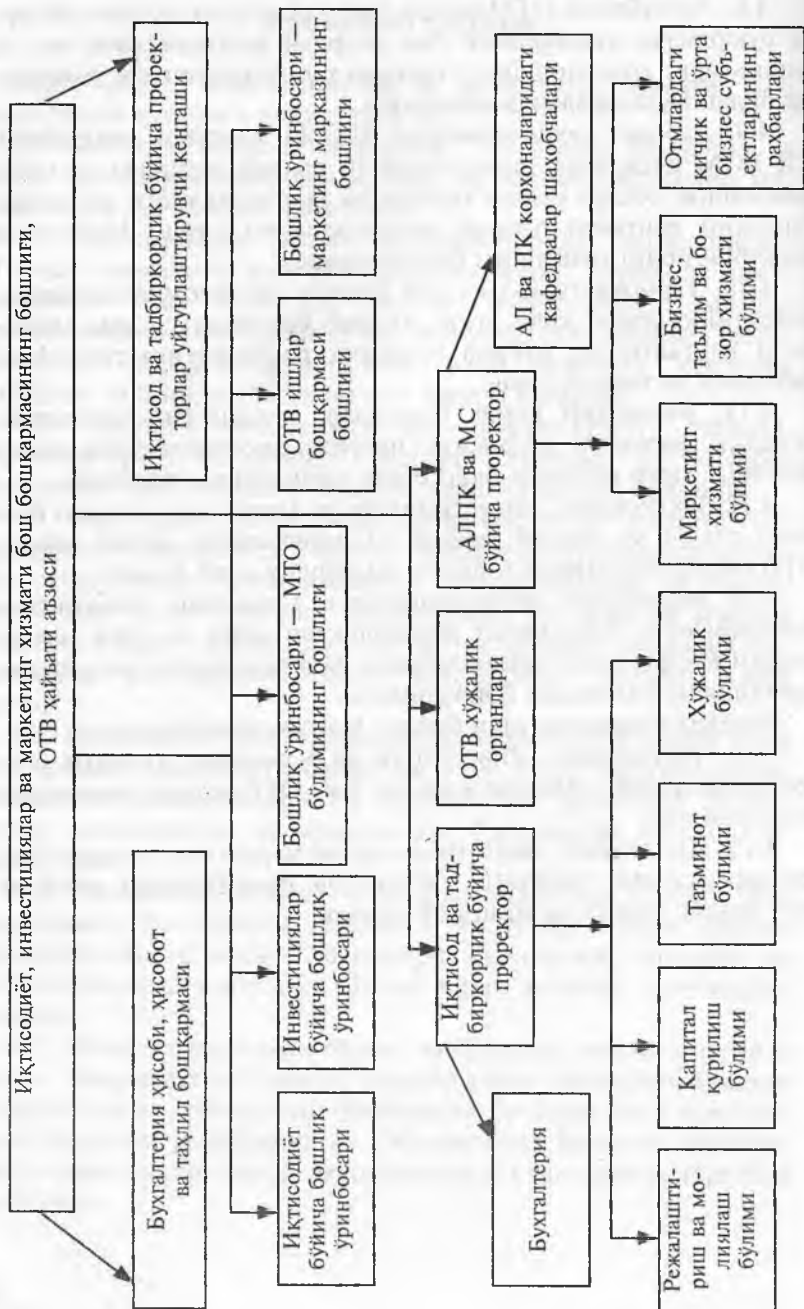 Иқтисодиёт, инвестициялар ва маркетинг хизмати бош бошқармасининг бошлиғи,
ОТВ ҳайъати аъзоси
Бухгалтерия ҳисоби, ҳисобот
ва таҳлил бошқармаси
Иқтисод ва тадбиркорлик бўйича прорек-
торлар уйғунлаштирувчи кенгаши
Иқтисодиёт
бўйича бошлиқ
ўринбосари
Инвестициялар
бўйича бошлиқ
ўринбосари
Бошлиқ ўринбосари — МТО
бўлимининг бошлиғи
ОТВ ишлар
бошқармаси
бошлиғи
Бошлиқ ўринбосари —
маркетинг марказининг
бошлиғи
Бухгалтерия
Иқтисод ва тад-
биркорлик бўйича
проректор
ОТВ хўжалик
органлари
АЛПК ва МС
бўйича проректор
АЛ ва ПК корхоналаридаги
кафедралар шахобчалари
Режалашти-
риш ва мо-
лиялаш
бўлими
Капитал
қурилиш
бўлими
Таъминот
бўлими
Хўжалик
бўлими
Маркетинг
хизмати
бўлими
Бизнес,
таълим ва бо-
зор хизмати
бўлими
Отмлардаги
кичик ва ўрта
бизнес субъ-
ектларининг
раҳбарлари